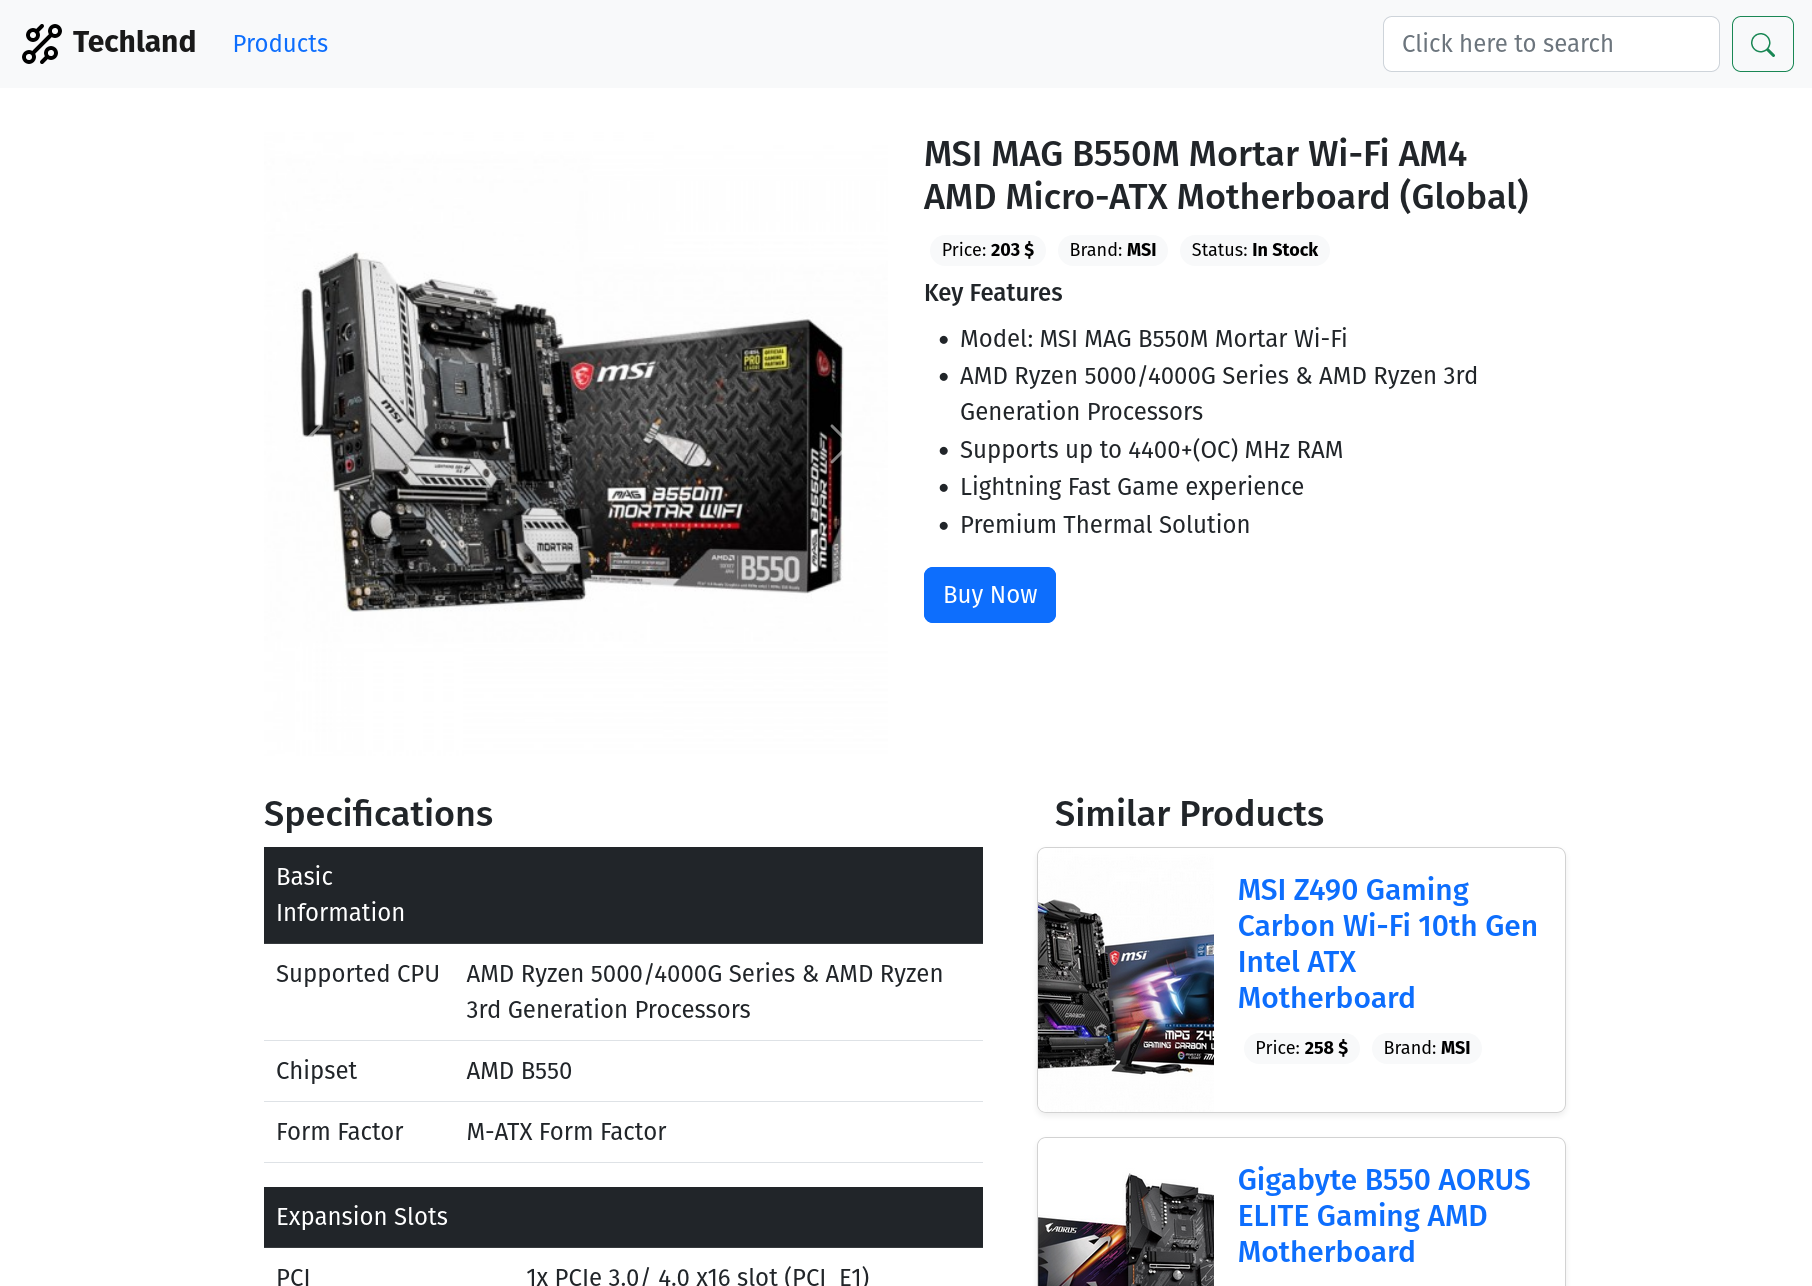 Techland
Products
Click here to search
MSI MAG B550M Mortar Wi-Fi AM4
AMD Micro-ATX Motherboard (Global)
Price: 203 $
Brand: MSI
Status: In Stock
Key Features
Model: MSI MAG B550M Mortar Wi-Fi
AMD Ryzen 5000/4000G Series & AMD Ryzen 3rd
Generation Processors
Supports up to 4400+(OC) MHz RAM
Lightning Fast Game experience
Premium Thermal Solution
Buy Now
msi
MAG B550M
MORTAR WIFI
MORTAR
B550
MAG B550M
MORTAR WIFI
Specifications
Basic
Information
Supported CPU AMD Ryzen 5000/4000G Series & AMD Ryzen
3rd Generation Processors
Chipset AMD B550
Form Factor M-ATX Form Factor
Expansion Slots
PCI 1x PCIe 3.0/ 4.0 x16 slot (PCI_E1)
Similar Products
msi
MSI Z490 Gaming
Carbon Wi-Fi 10th Gen
Intel ATX
Motherboard
Price: 258 $
Brand: MSI
AORUS
Gigabyte B550 AORUS
ELITE Gaming AMD
Motherboard